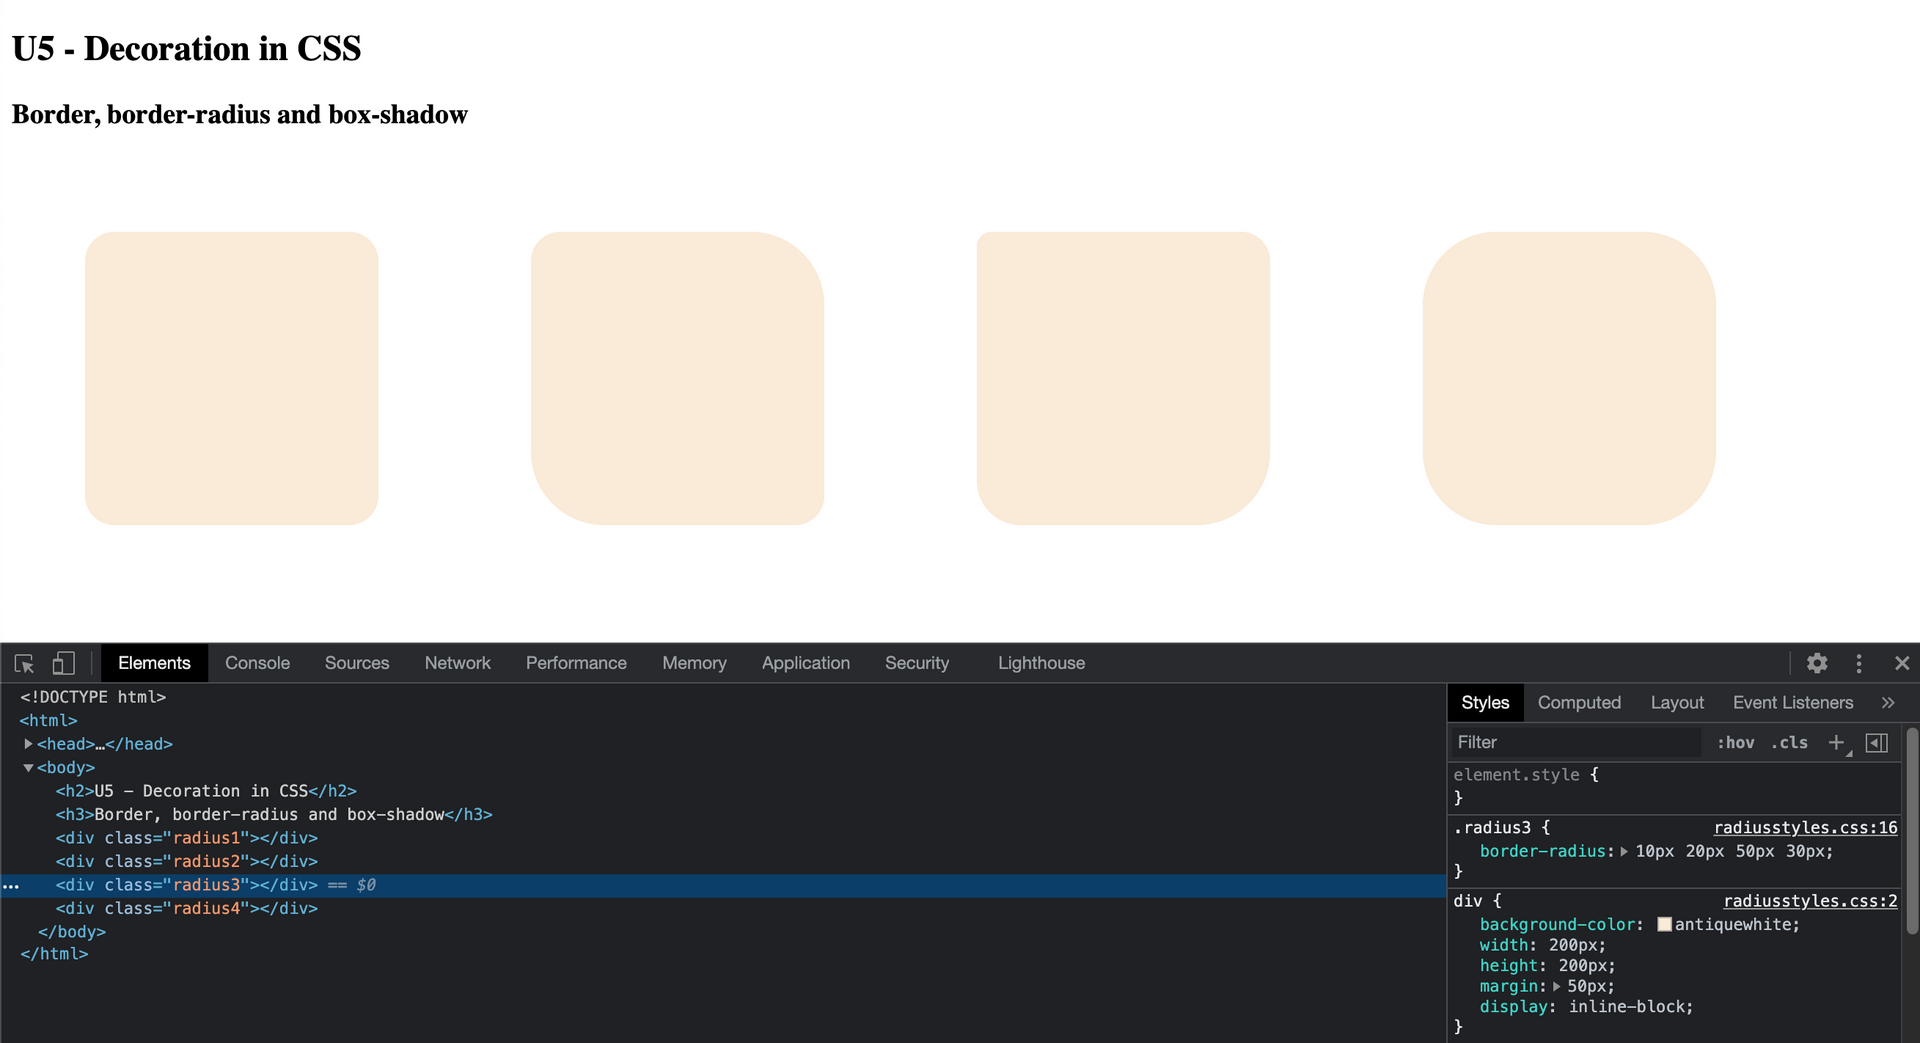 U5 - Decoration in CSS
Border, border-radius and box-shadow
Elements Console Sources Network Performance Memory Application Security Lighthouse
<!DOCTYPE html>
<html>
<head>…</head>
<body>
<h2>U5 – Decoration in CSS</h2>
<h3>Border, border-radius and box-shadow</h3>
<div class="radius1"></div>
<div class="radius2"></div>
<div class="radius3"></div> == $0
<div class="radius4"></div>
</body>
</html>
Styles Computed Layout Event Listeners
Filter :hov .cls
element.style {
}
.radius3 { radiusstyles.css:16
border-radius: 10px 20px 50px 30px;
}
div { radiusstyles.css:2
background-color: antiquewhite;
width: 200px;
height: 200px;
margin: 50px;
display: inline-block;
}